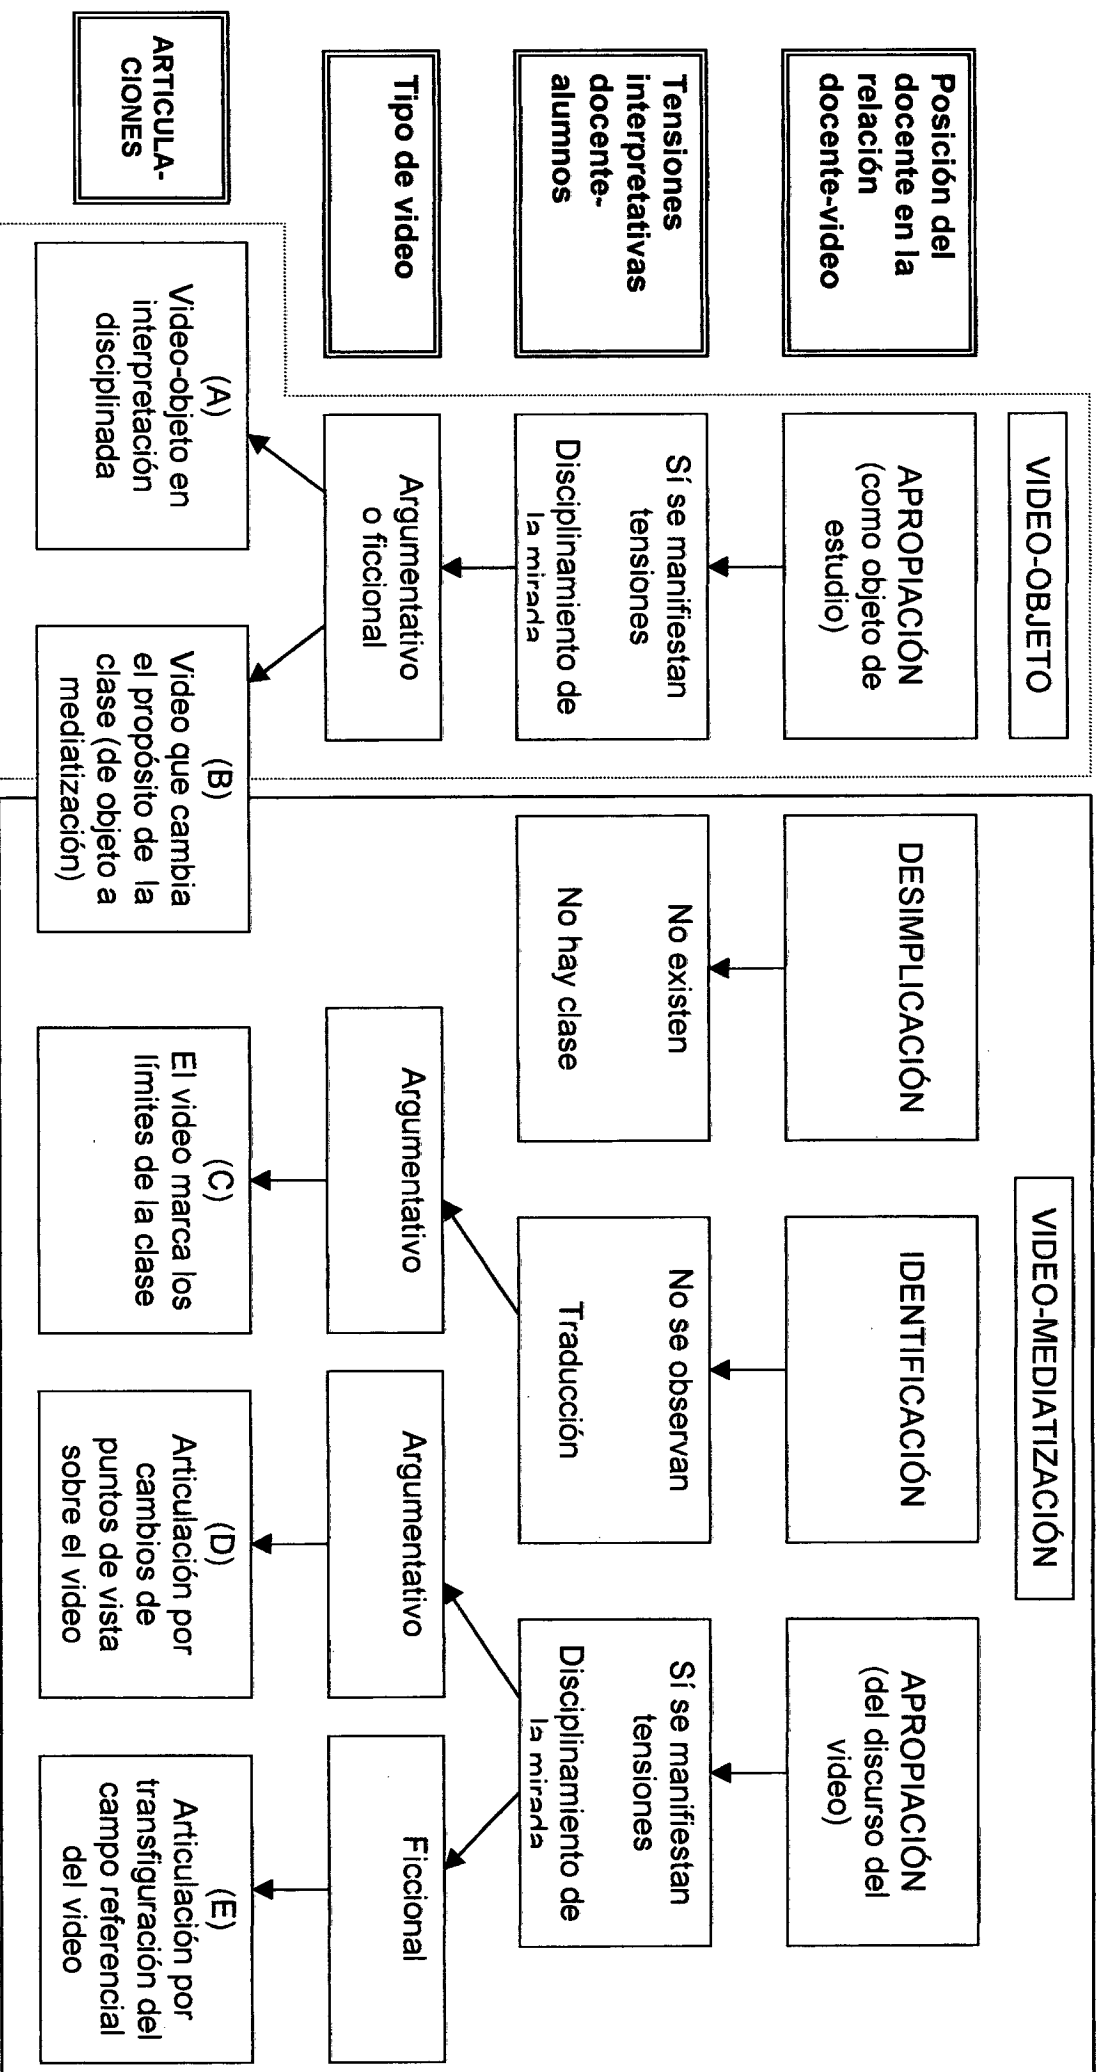 VIDEO-OBJETO
VIDEO-MEDIATIZACIÓN
Posición del
docente en la
relación
docente-video
APROPIACIÓN
(como objeto de
estudio)
DESIMPLICACIÓN
IDENTIFICACIÓN
APROPIACIÓN
(del discurso del
video)
Tensiones
interpretativas
docente-
alumnos
Sí se manifiestan
tensiones
Disciplinamiento de
la mirada
No existen
No hay clase
No se observan
Traducción
Sí se manifiestan
tensiones
Disciplinamiento de
la mirada
Tipo de video
Argumentativo
o ficcional
Argumentativo
Argumentativo
Ficcional
ARTICULA-
CIONES
(A)
Video-objeto en
interpretación
disciplinada
(B)
Video que cambia
el propósito de la
clase (de objeto a
mediatización)
(C)
El video marca los
límites de la clase
(D)
Articulación por
cambios de
puntos de vista
sobre el video
(E)
Articulación por
transfiguración del
campo referencial
del video